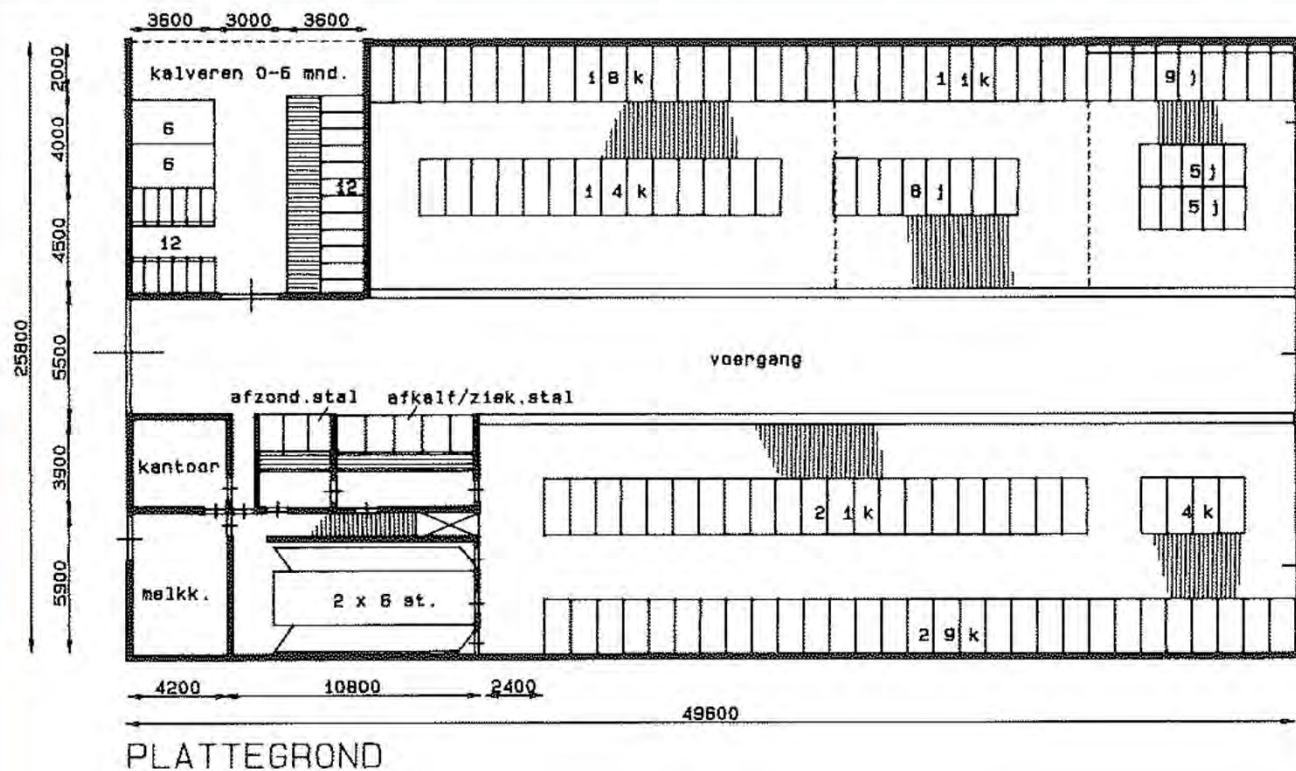 3600 3000 3600
2000
4000
4500
5500
3900
5900
25800
kalveren 0-6 mnd.
18 k
11 k
9 j
6
6
12
12
14 k
8 j
5 j
5 j
voergang
afzond.stal afkalf/ziek.stal
kantoor
21 k
4 k
melkk.
2 x 6 st.
29 k
4200 10800 2400
49600
PLATTEGROND